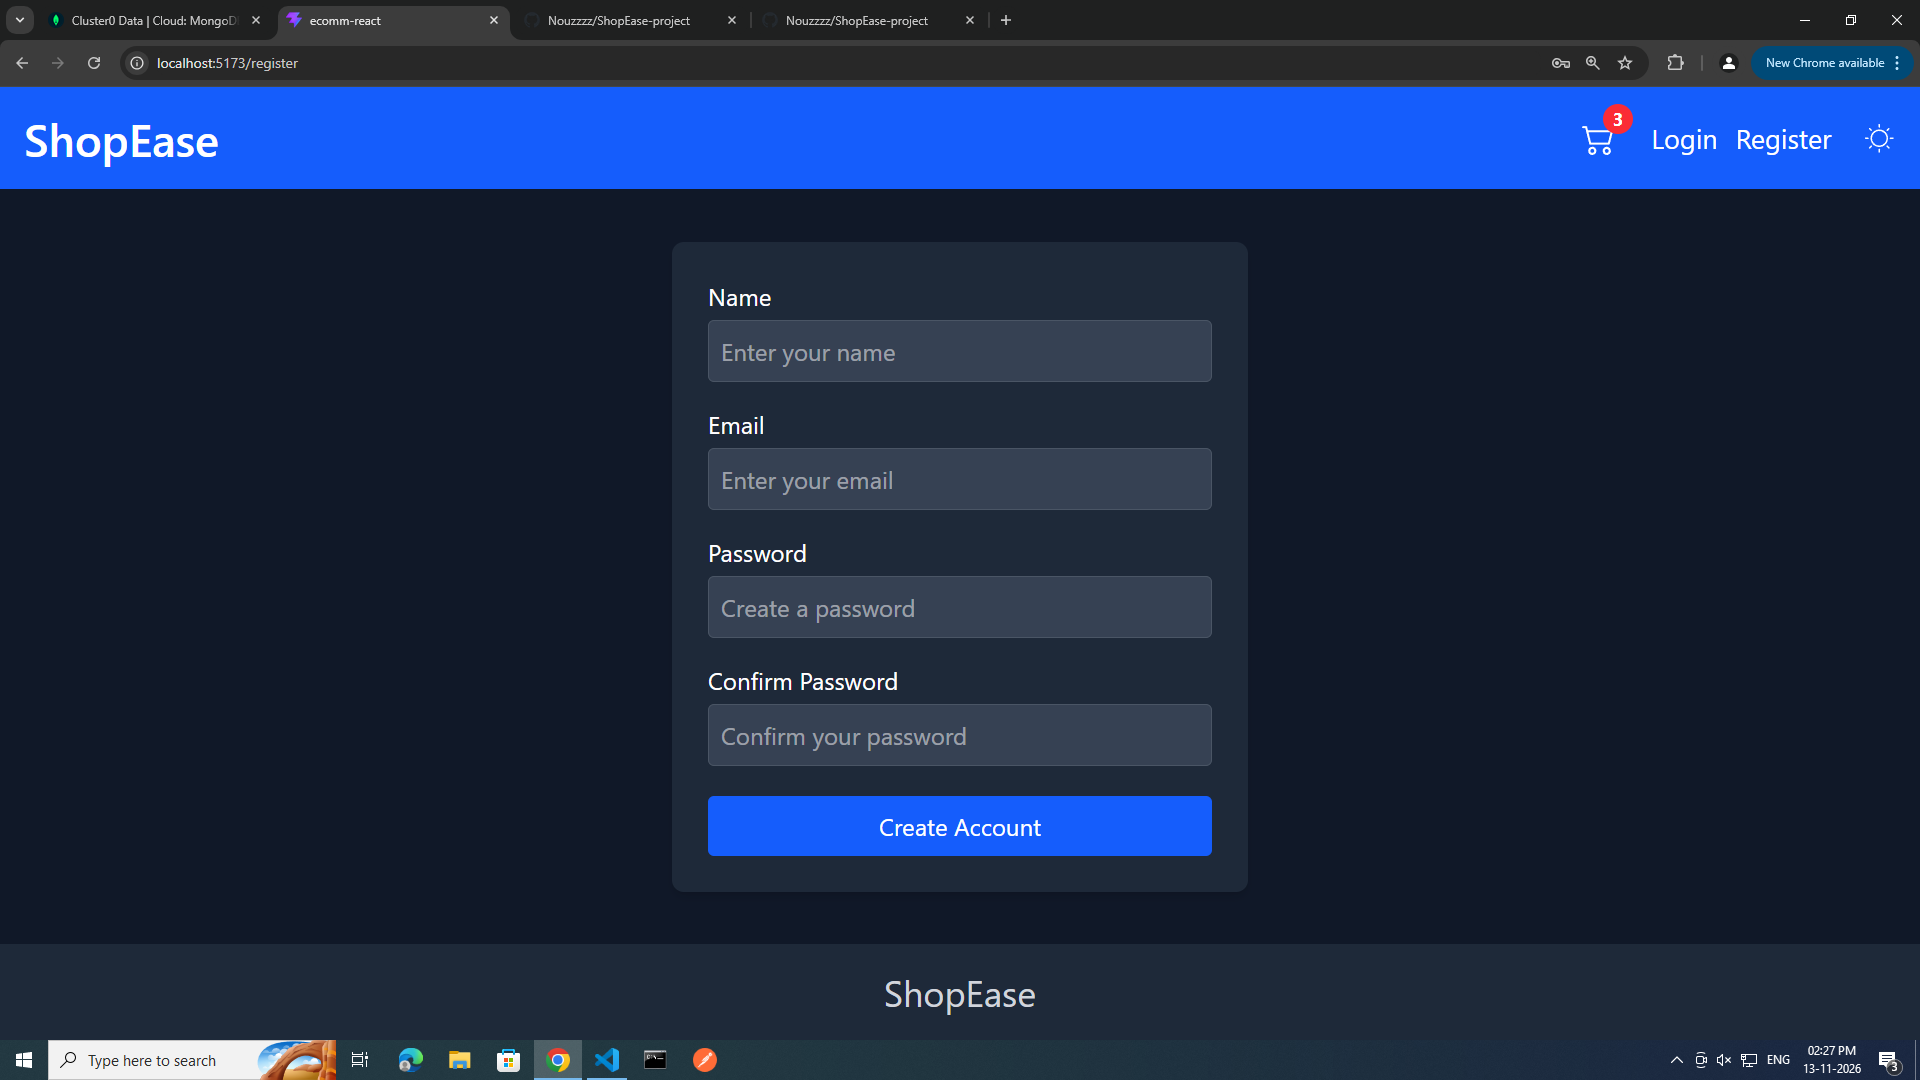 Cluster0 Data | Cloud: MongoD
ecomm-react
Nouzzzz/ShopEase-project
Nouzzzz/ShopEase-project
localhost:5173/register
New Chrome available
ShopEase
3
Login
Register
Name
Enter your name
Email
Enter your email
Password
Create a password
Confirm Password
Confirm your password
Create Account
ShopEase
Type here to search
ENG
02:27 PM
13-11-2026
3